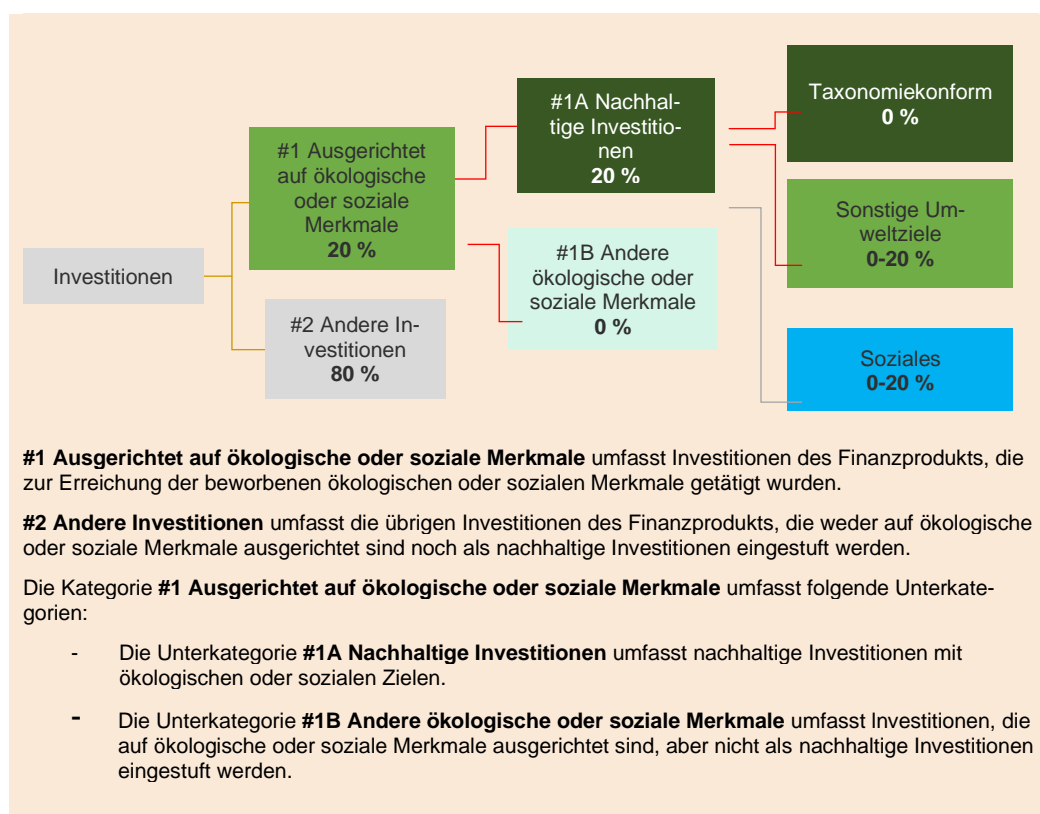 Investitionen
#1 Ausgerichtet
auf ökologische
oder soziale
Merkmale
20 %
#2 Andere In-
vestitionen
80 %
#1A Nachhal-
tige Investitio-
nen
20 %
#1B Andere
ökologische oder
soziale Merkmale
0 %
Taxonomiekonform
0 %
Sonstige Um-
weltziele
0-20 %
Soziales
0-20 %
#1 Ausgerichtet auf ökologische oder soziale Merkmale umfasst Investitionen des Finanzprodukts, die
zur Erreichung der beworbenen ökologischen oder sozialen Merkmale getätigt wurden.
#2 Andere Investitionen umfasst die übrigen Investitionen des Finanzprodukts, die weder auf ökologische
oder soziale Merkmale ausgerichtet sind noch als nachhaltige Investitionen eingestuft werden.
Die Kategorie #1 Ausgerichtet auf ökologische oder soziale Merkmale umfasst folgende Unterkate-
gorien:
- Die Unterkategorie #1A Nachhaltige Investitionen umfasst nachhaltige Investitionen mit
ökologischen oder sozialen Zielen.
- Die Unterkategorie #1B Andere ökologische oder soziale Merkmale umfasst Investitionen, die
auf ökologische oder soziale Merkmale ausgerichtet sind, aber nicht als nachhaltige Investitionen
eingestuft werden.